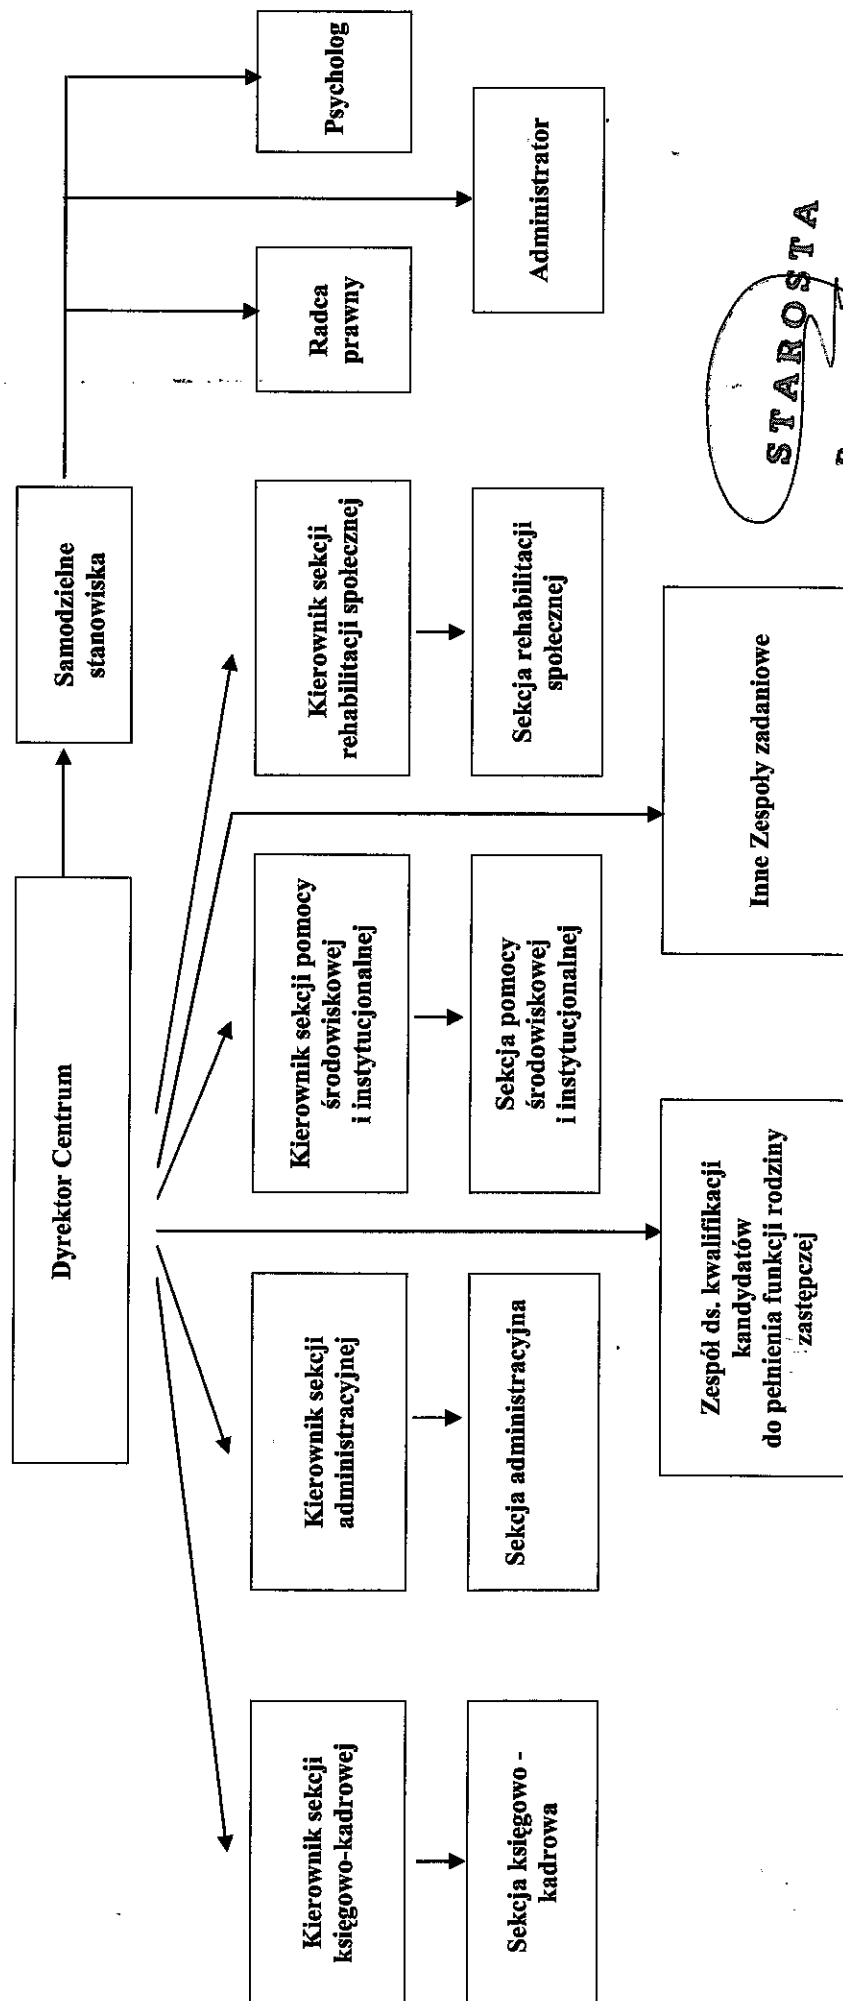 Dyrektor Centrum
Samodzielne
stanowiska
Kierownik sekcji
księgowo-kadrowej
Kierownik sekcji
administracyjnej
Kierownik sekcji pomocy
środowiskowej
i instytucjonalnej
Kierownik sekcji
rehabilitacji społecznej
Radca
prawny
Psycholog
Sekcja księgowo -
kadrowa
Sekcja administracyjna
Sekcja pomocy
środowiskowej
i instytucjonalnej
Sekcja rehabilitacji
społecznej
Administrator
Zespół ds. kwalifikacji
kandydatów
do pełnienia funkcji rodziny
zastępczej
Inne Zespoły zadaniowe
STAROSTA